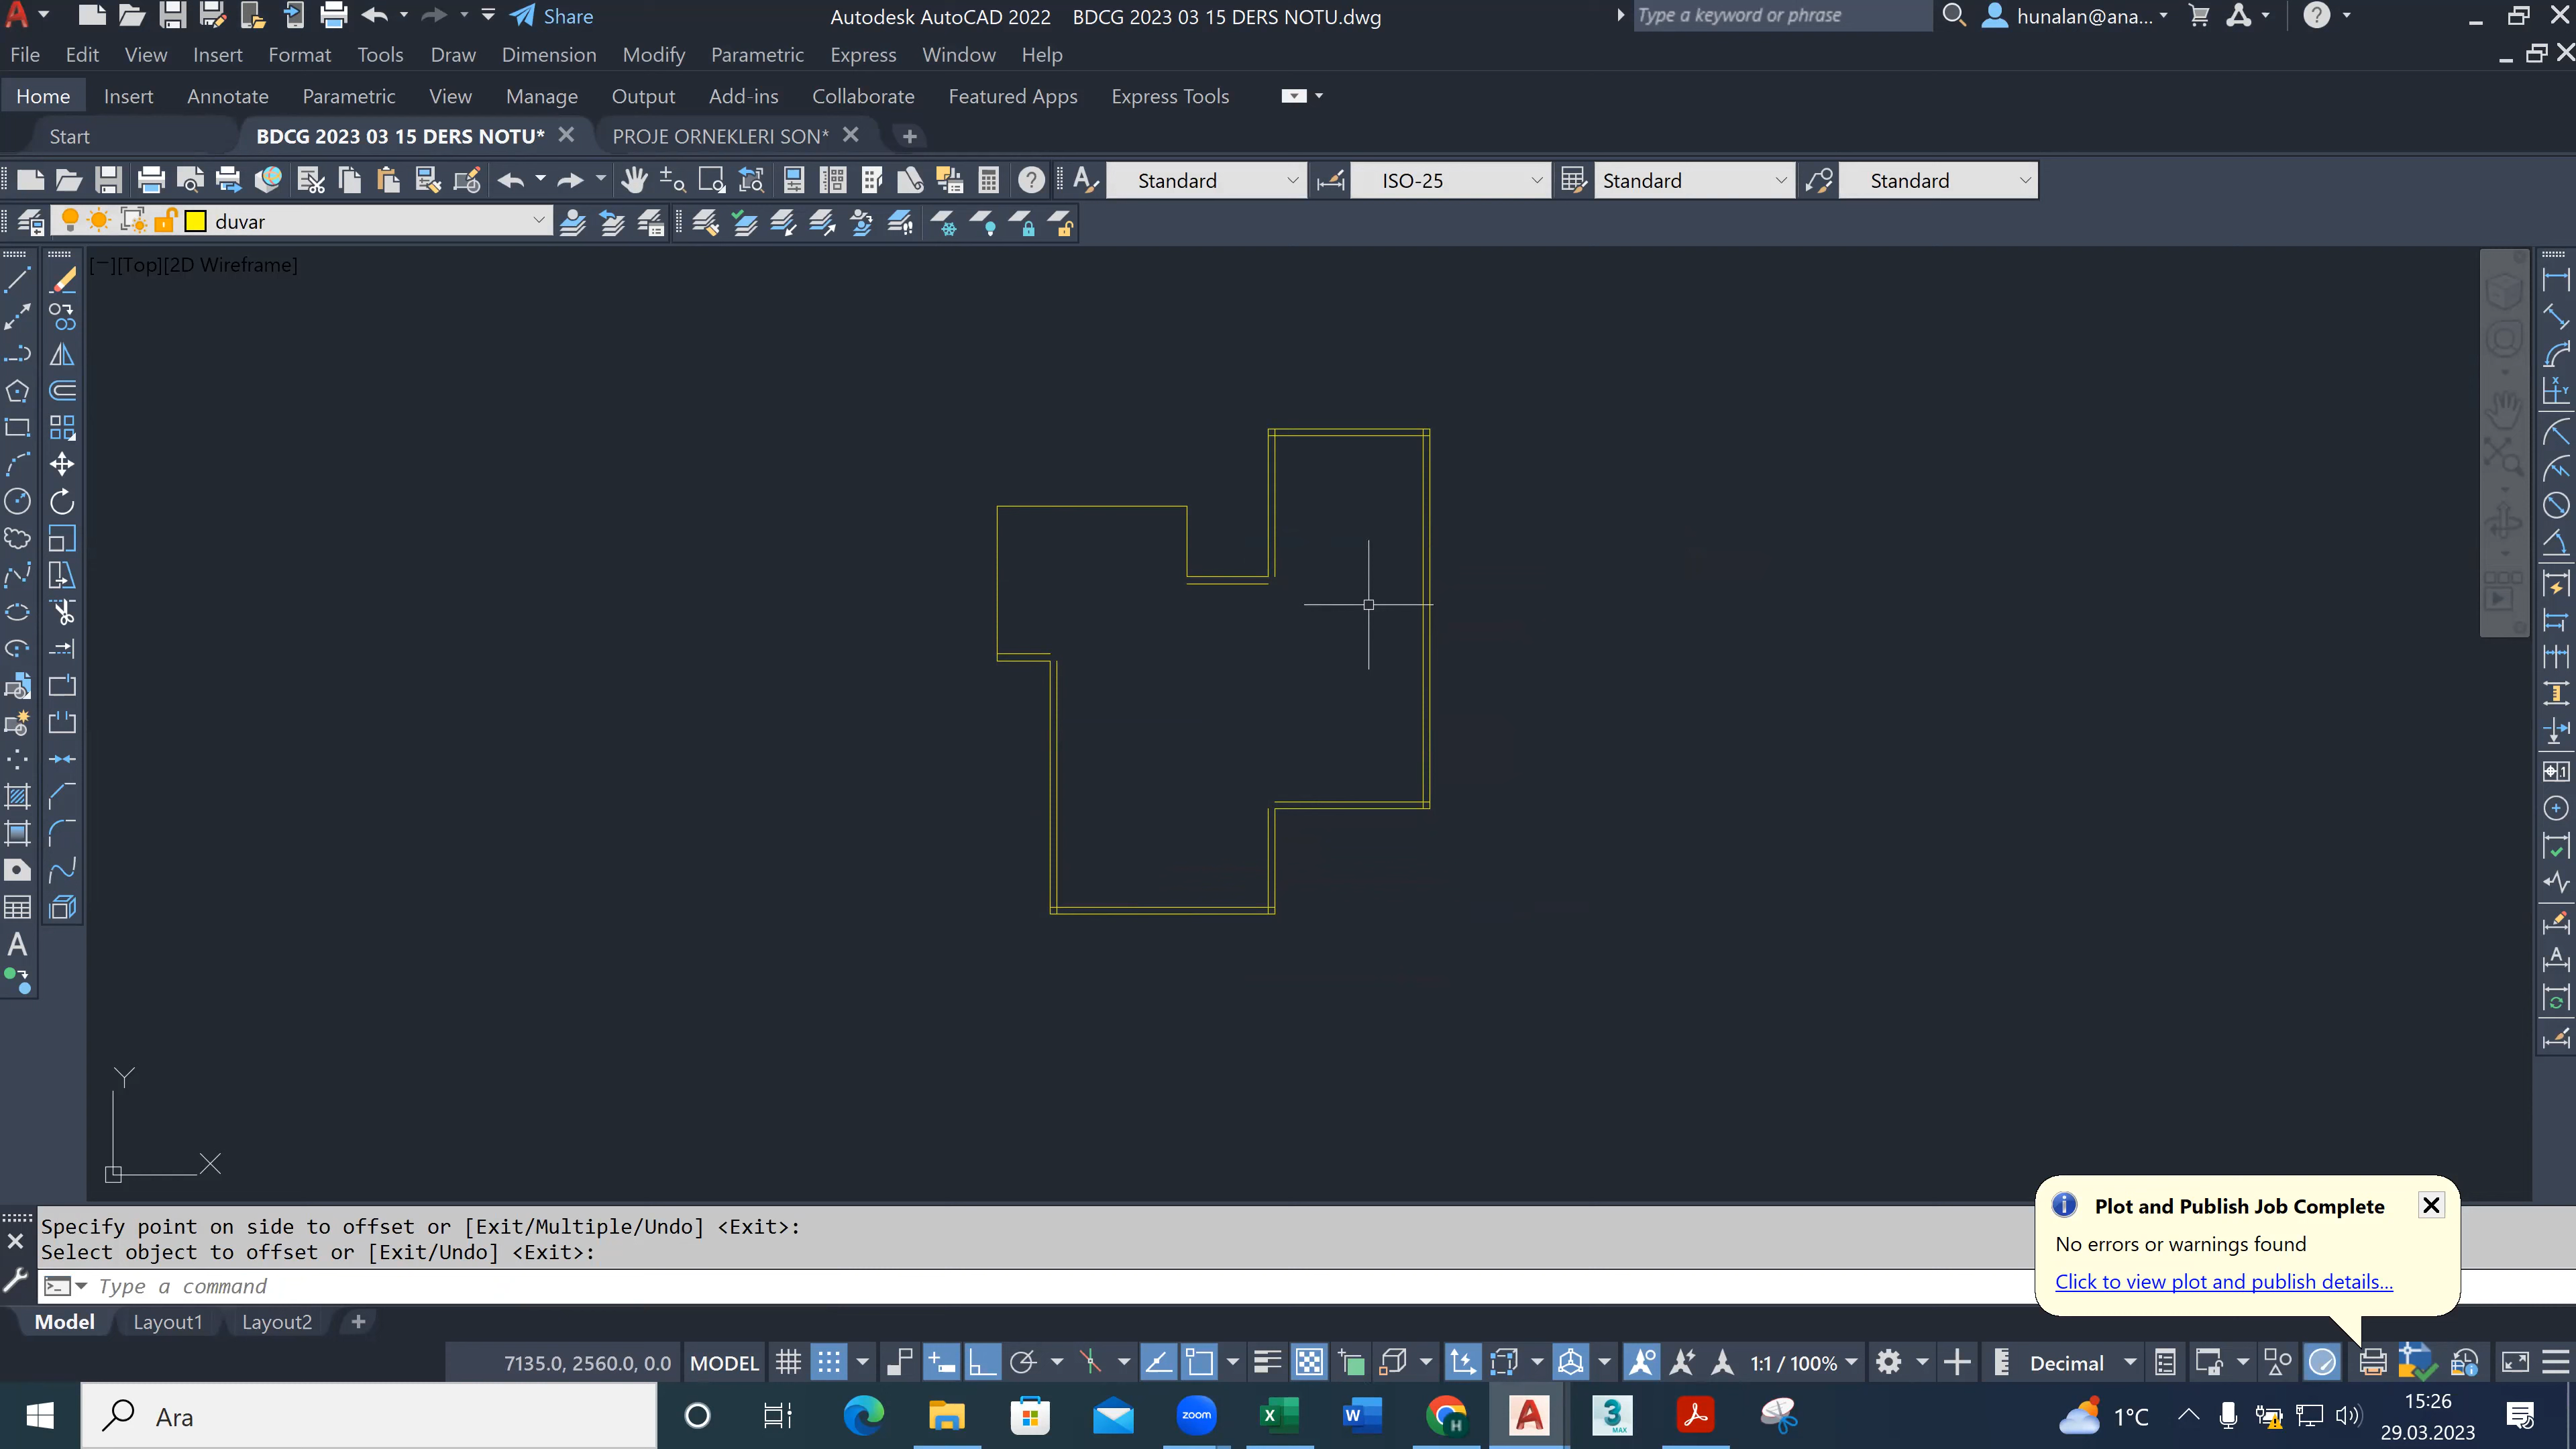 Share
Autodesk AutoCAD 2022 BDCG 2023 03 15 DERS NOTU.dwg
Type a keyword or phrase
hunalan@ana...
File Edit View Insert Format Tools Draw Dimension Modify Parametric Express Window Help
Home Insert Annotate Parametric View Manage Output Add-ins Collaborate Featured Apps Express Tools
Start BDCG 2023 03 15 DERS NOTU* PROJE ORNEKLERI SON*
Standard ISO-25 Standard Standard
duvar
[−][Top][2D Wireframe]
Y
X
Specify point on side to offset or [Exit/Multiple/Undo] <Exit>:
Select object to offset or [Exit/Undo] <Exit>:
Type a command
Plot and Publish Job Complete
No errors or warnings found
Click to view plot and publish details...
Model Layout1 Layout2
7135.0, 2560.0, 0.0 MODEL 1:1 / 100% Decimal
Ara
zoom
1°C
15:26
29.03.2023